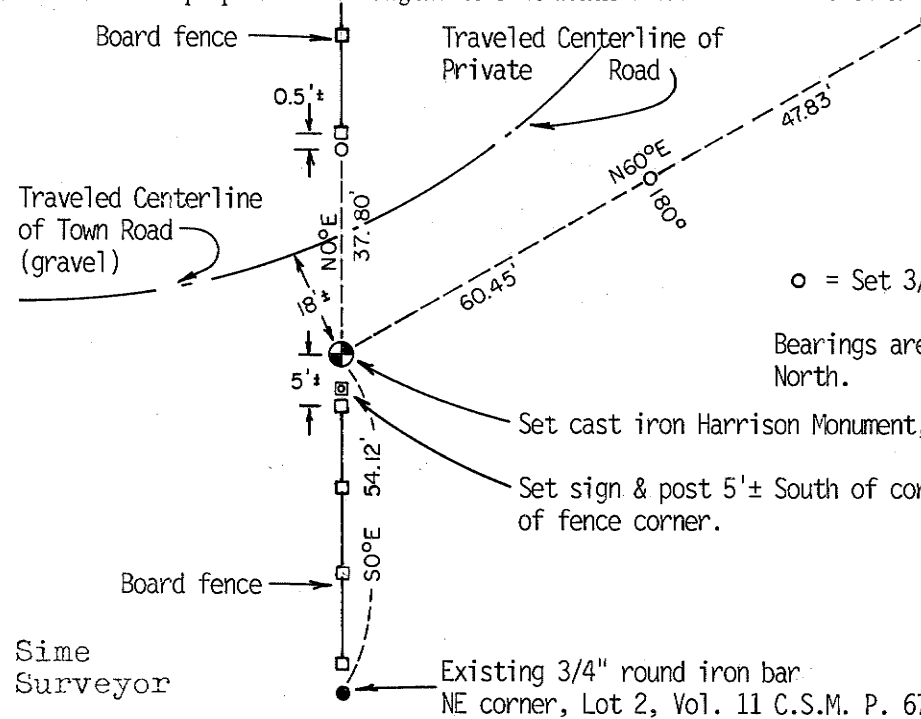 Board fence
Traveled Centerline of
Private Road
0.5'±
47.83'
N60°E
180°
Traveled Centerline
of Town Road
(gravel)
N0°E
37.80'
18'±
60.45'
= Set 3/
Bearings are
North.
5'±
Set cast iron Harrison Monument,
54.12'
Set sign & post 5'± South of
of fence corner.
S0°E
Board fence
Sime
Surveyor
Existing 3/4" round iron bar
NE corner, Lot 2, Vol. 11 C.S.M. P.